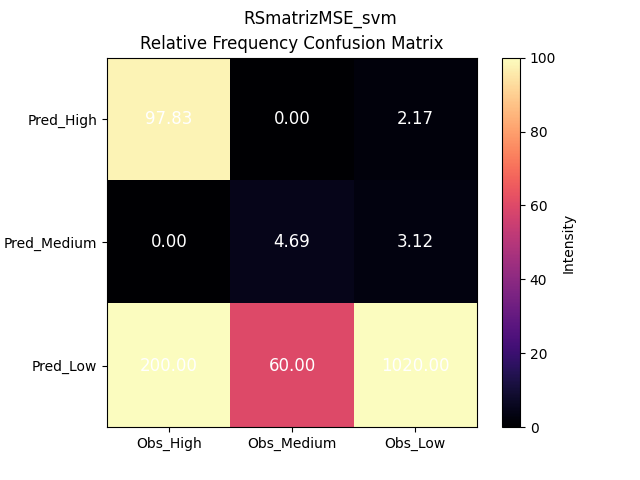 RSmatrizMSE_svm
Relative Frequency Confusion Matrix
Pred_High 97.83 0.00 2.17
Pred_Medium 0.00 4.69 3.12
Pred_Low 200.00 60.00 1020.00
Obs_High Obs_Medium Obs_Low
100
80
60
40
20
0
Intensity